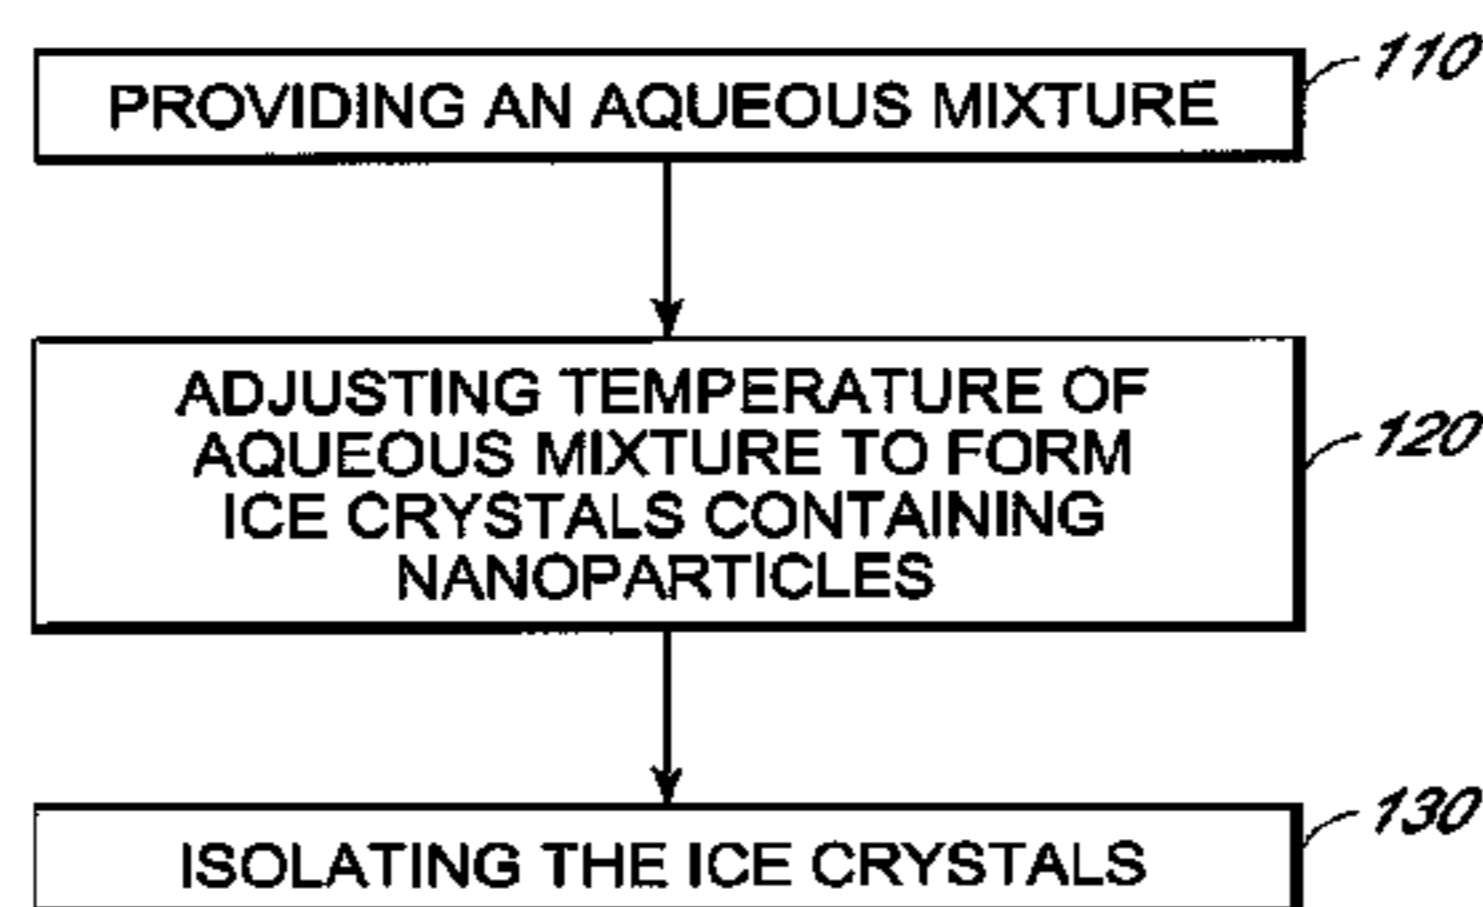 PROVIDING AN AQUEOUS MIXTURE
110
ADJUSTING TEMPERATURE OF
AQUEOUS MIXTURE TO FORM
ICE CRYSTALS CONTAINING
NANOPARTICLES
120
ISOLATING THE ICE CRYSTALS
130